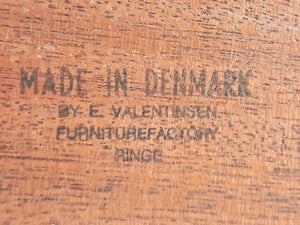 MADE IN DENMARK
BY E. VALENTINSEN
FURNITUREFACTORY
RINGE